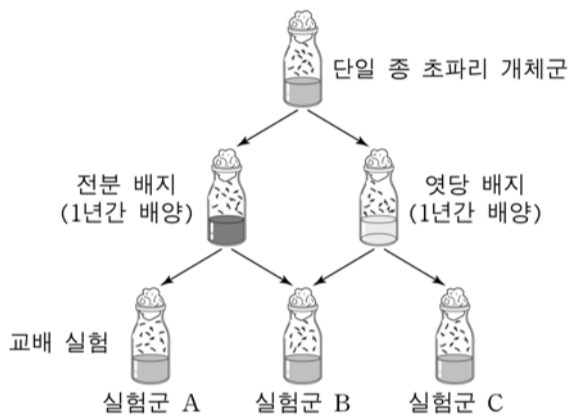 단일 종 초파리 개체군
전분 배지
(1년간 배양)
엿당 배지
(1년간 배양)
교배 실험
실험군 A
실험군 B
실험군 C